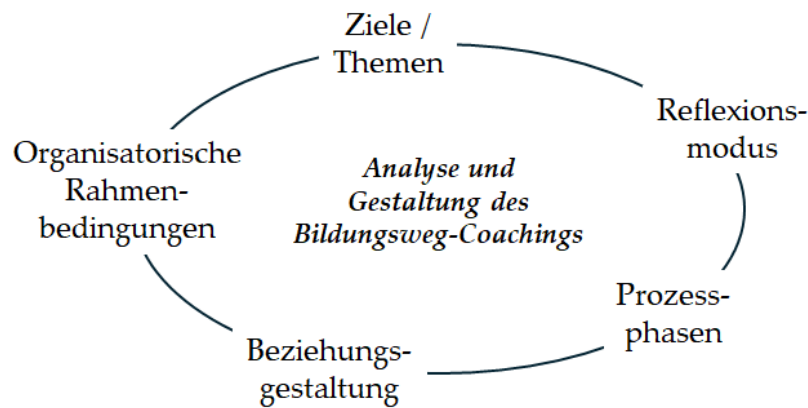 Ziele /
Themen
Reflexions-
modus
Organisatorische
Rahmen-
bedingungen
Analyse und
Gestaltung des
Bildungsweg-Coachings
Prozess-
phasen
Beziehungs-
gestaltung